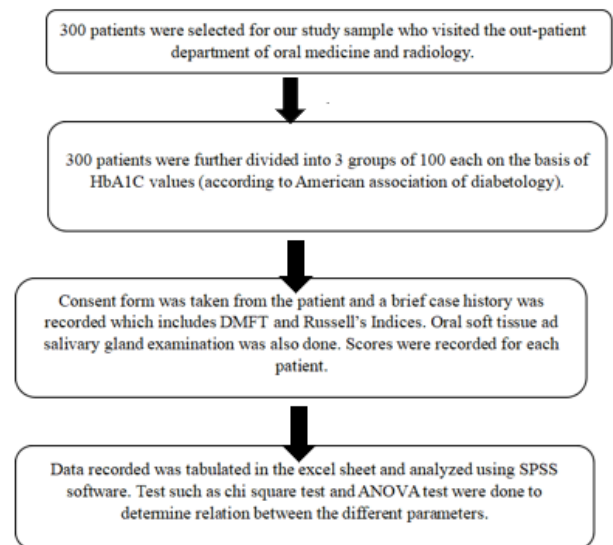 300 patients were selected for our study sample who visited the out-patient
department of oral medicine and radiology.
300 patients were further divided into 3 groups of 100 each on the basis of
HbA1C values (according to American association of diabetology).
Consent form was taken from the patient and a brief case history was
recorded which includes DMFT and Russell's Indices. Oral soft tissue ad
salivary gland examination was also done. Scores were recorded for each
patient.
Data recorded was tabulated in the excel sheet and analyzed using SPSS
software. Test such as chi square test and ANOVA test were done to
determine relation between the different parameters.